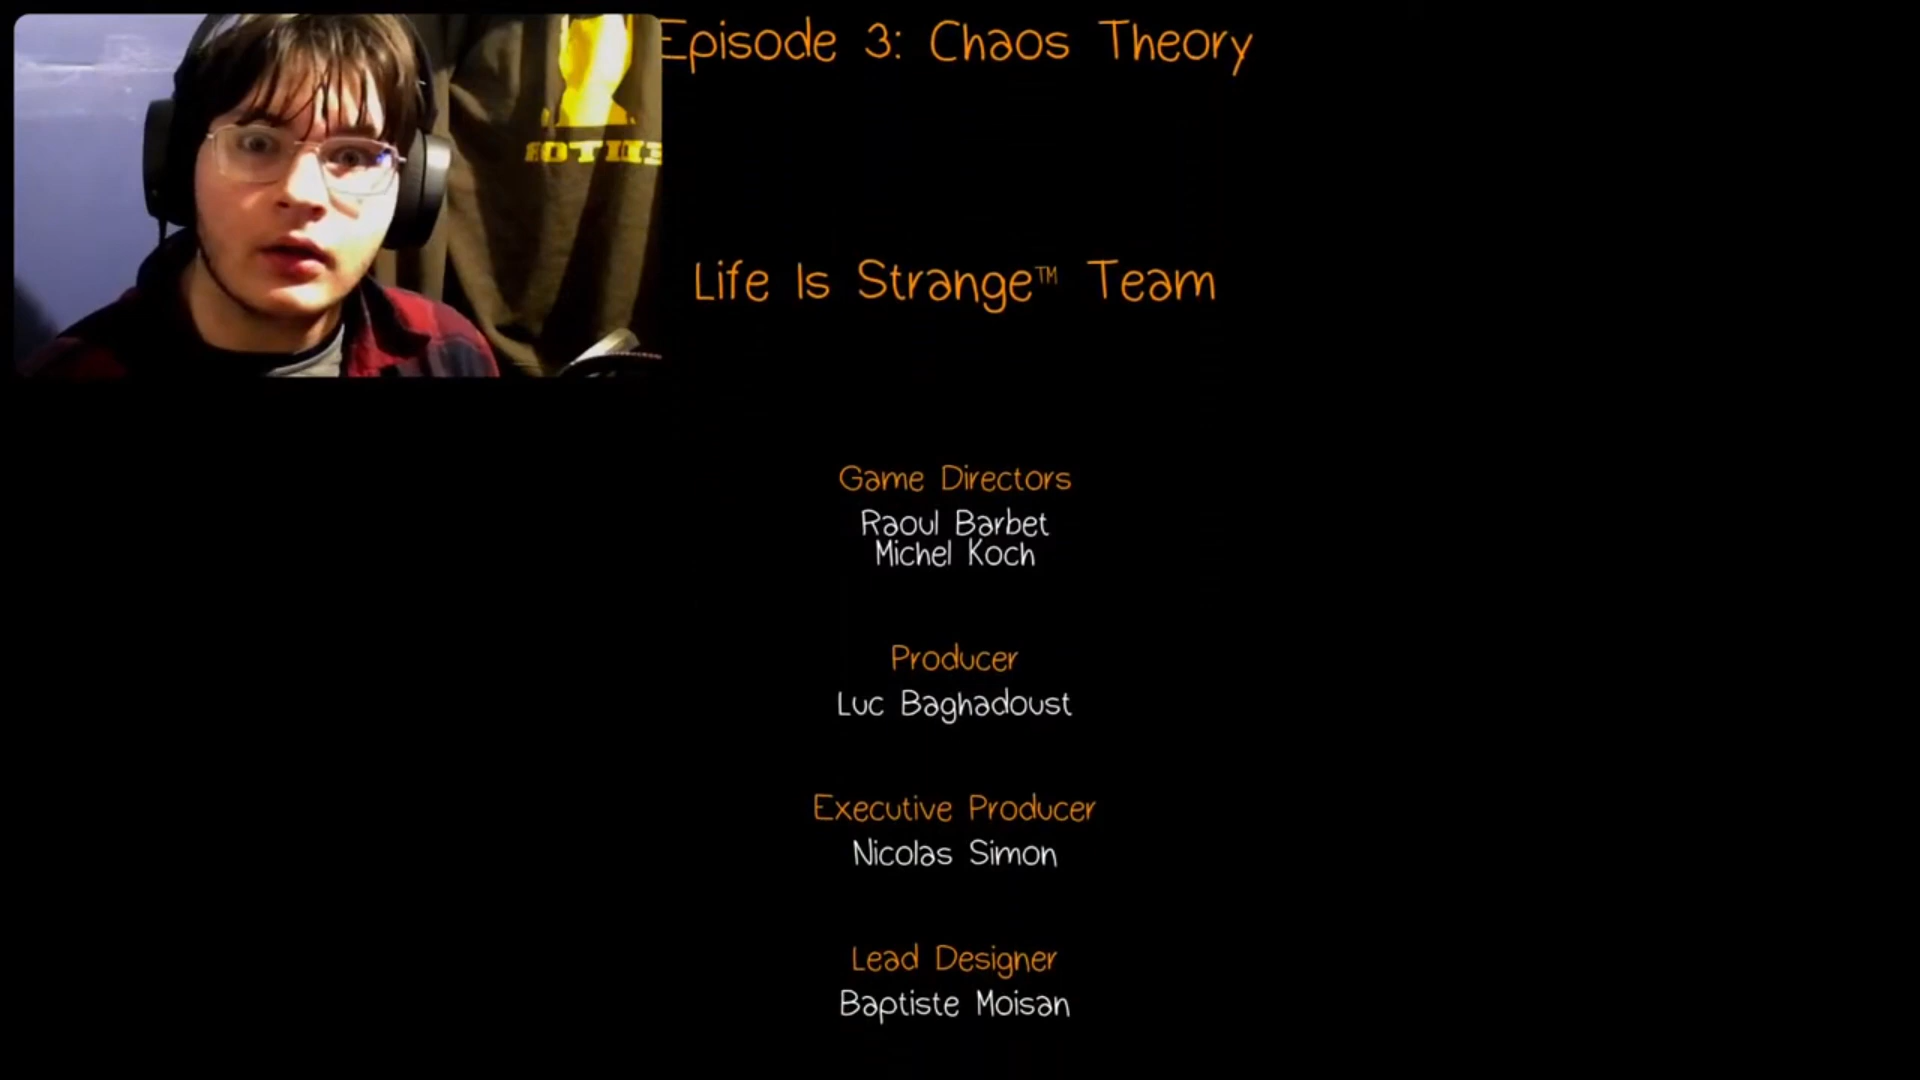 Episode 3: Chaos Theory
Life Is Strange™ Team
Game Directors
Raoul Barbet
Michel Koch
Producer
Luc Baghadoust
Executive Producer
Nicolas Simon
Lead Designer
Baptiste Moisan